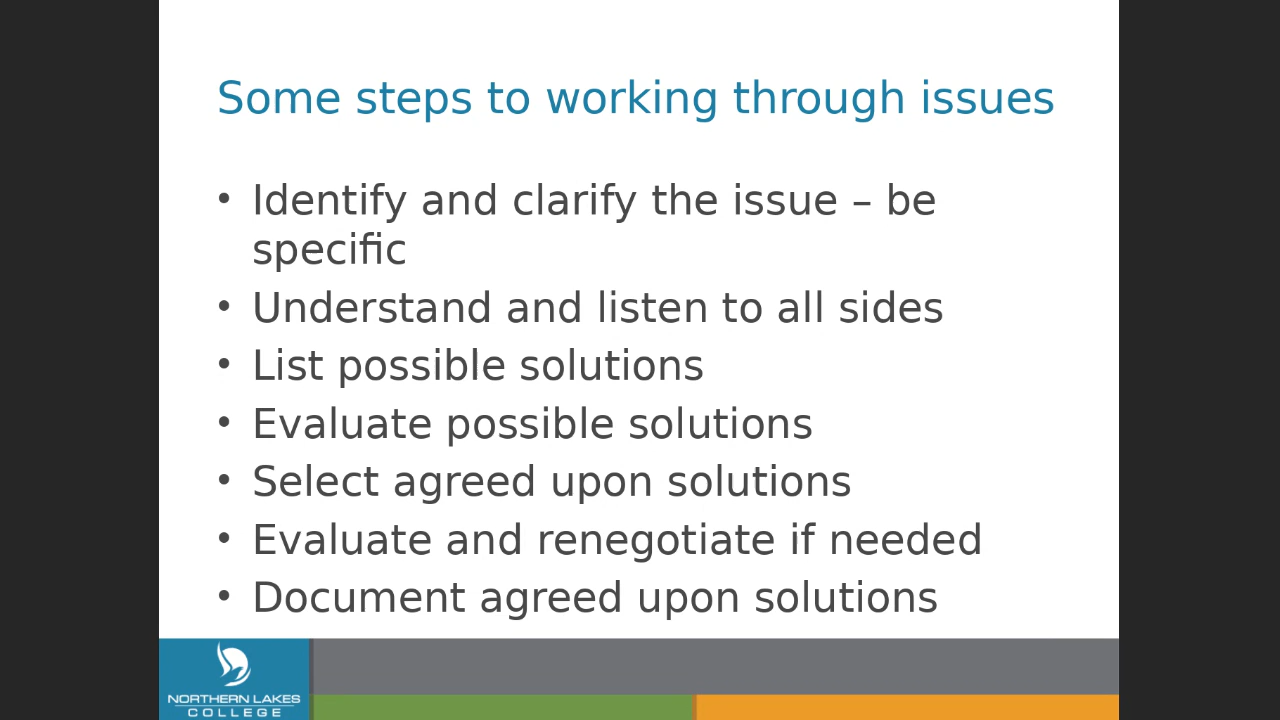 Some steps to working through issues
• Identify and clarify the issue – be
specific
• Understand and listen to all sides
• List possible solutions
• Evaluate possible solutions
• Select agreed upon solutions
• Evaluate and renegotiate if needed
• Document agreed upon solutions
NORTHERN LAKES
COLLEGE